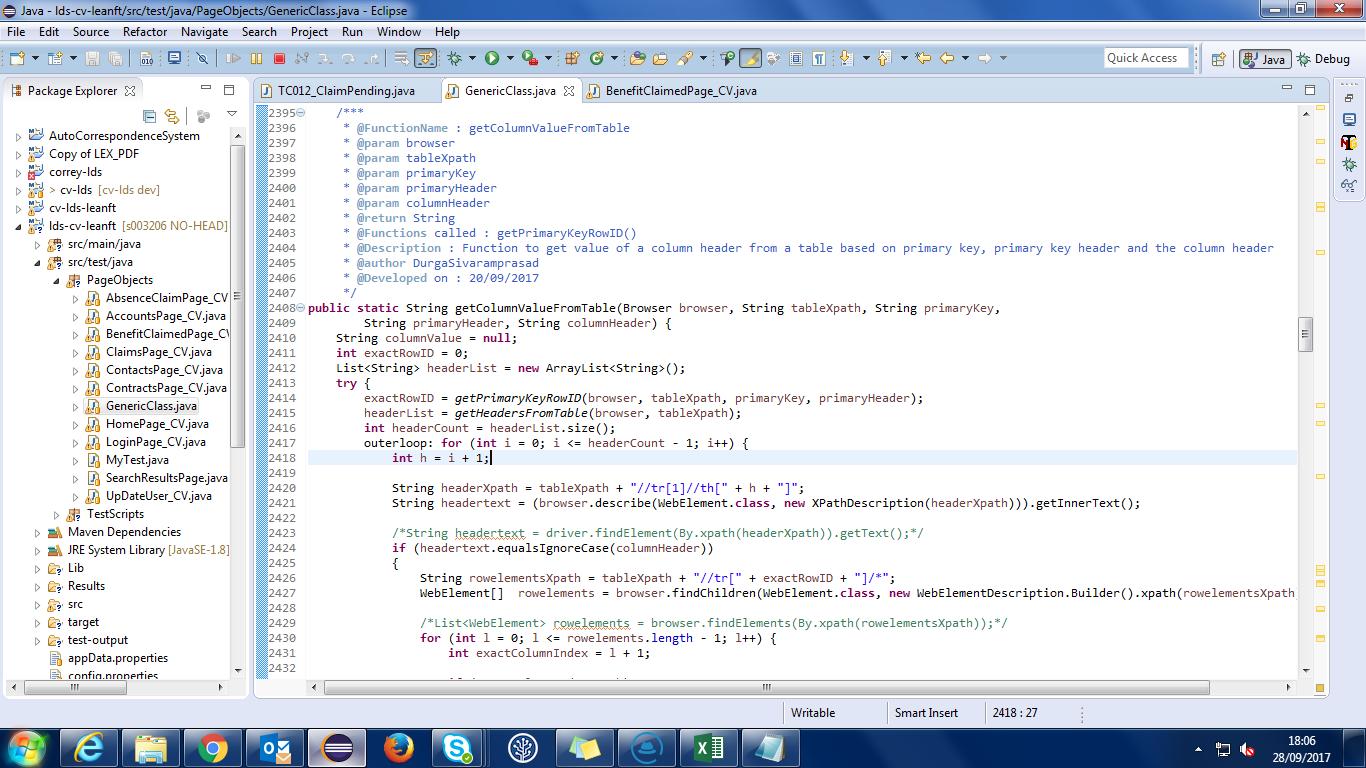 Java - lds-cv-leanft/src/test/java/PageObjects/GenericClass.java - Eclipse
File Edit Source Refactor Navigate Search Project Run Window Help
Quick Access
Java
Debug
Package Explorer
AutoCorrespondenceSystem
Copy of LEX_PDF
correy-lds
> cv-lds [cv-lds dev]
cv-lds-leanft
lds-cv-leanft [s003206 NO-HEAD]
src/main/java
src/test/java
PageObjects
AbsenceClaimPage_CV
AccountsPage_CV.java
BenefitClaimedPage_CV
ClaimsPage_CV.java
ContactsPage_CV.java
ContractsPage_CV.java
GenericClass.java
HomePage_CV.java
LoginPage_CV.java
MyTest.java
SearchResultsPage.java
UpDateUser_CV.java
TestScripts
Maven Dependencies
JRE System Library [JavaSE-1.8]
Lib
Results
src
target
test-output
appData.properties
config.properties
TC012_ClaimPending.java
GenericClass.java
BenefitClaimedPage_CV.java
2395 /***
2396 * @FunctionName : getColumnValueFromTable
2397 * @param browser
2398 * @param tableXpath
2399 * @param primaryKey
2400 * @param primaryHeader
2401 * @param columnHeader
2402 * @return String
2403 * @Functions called : getPrimaryKeyRowID()
2404 * @Description : Function to get value of a column header from a table based on primary key, primary key header and the column header
2405 * @author DurgaSivaramprasad
2406 * @Developed on : 20/09/2017
2407 */
2408 public static String getColumnValueFromTable(Browser browser, String tableXpath, String primaryKey,
2409 String primaryHeader, String columnHeader) {
2410 String columnValue = null;
2411 int exactRowID = 0;
2412 List<String> headerList = new ArrayList<String>();
2413 try {
2414 exactRowID = getPrimaryKeyRowID(browser, tableXpath, primaryKey, primaryHeader);
2415 headerList = getHeadersFromTable(browser, tableXpath);
2416 int headerCount = headerList.size();
2417 outerloop: for (int i = 0; i <= headerCount - 1; i++) {
2418 int h = i + 1;
2419
2420 String headerXpath = tableXpath + "//tr[1]//th[" + h + "]";
2421 String headertext = (browser.describe(WebElement.class, new XPathDescription(headerXpath))).getInnerText();
2422
2423 /*String headertext = driver.findElement(By.xpath(headerXpath)).getText();*/
2424 if (headertext.equalsIgnoreCase(columnHeader))
2425 {
2426 String rowelementsXpath = tableXpath + "//tr[" + exactRowID + "]/*";
2427 WebElement[] rowelements = browser.findChildren(WebElement.class, new WebElementDescription.Builder().xpath(rowelementsXpath
2428
2429 /*List<WebElement> rowelements = browser.findElements(By.xpath(rowelementsXpath));*/
2430 for (int l = 0; l <= rowelements.length - 1; l++) {
2431 int exactColumnIndex = l + 1;
2432
Writable
Smart Insert
2418 : 27
18:06
28/09/2017